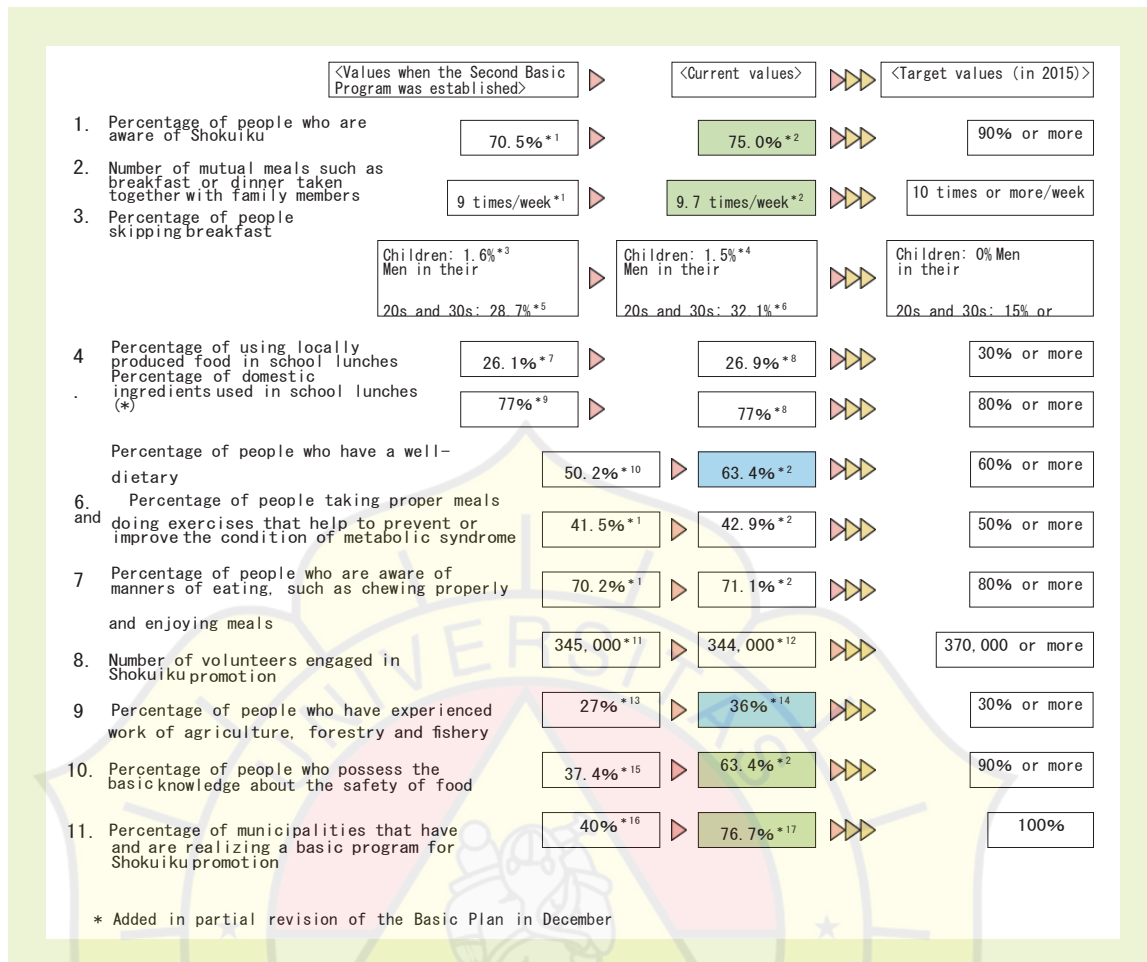 <Values when the Second Basic
Program was established>
<Current values>
<Target values (in 2015)>
1. Percentage of people who are
aware of Shokuiku
70.5%*1
75.0%*2
90% or more
2. Number of mutual meals such as
breakfast or dinner taken
together with family members
9 times/week*1
9.7 times/week*2
10 times or more/week
3. Percentage of people
skipping breakfast
Children: 1.6%*3
Men in their
20s and 30s: 28.7%*5
Children: 1.5%*4
Men in their
20s and 30s: 32.1%*6
Children: 0% Men
in their
20s and 30s: 15% or
4 Percentage of using locally
produced food in school lunches
26.1%*7
26.9%*8
30% or more
Percentage of domestic
. ingredients used in school lunches
(*)
77%*9
77%*8
80% or more
Percentage of people who have a well-
dietary
50.2%*10
63.4%*2
60% or more
6. Percentage of people taking proper meals
and doing exercises that help to prevent or
improve the condition of metabolic syndrome
41.5%*1
42.9%*2
50% or more
7 Percentage of people who are aware of
manners of eating, such as chewing properly
and enjoying meals
70.2%*1
71.1%*2
80% or more
8. Number of volunteers engaged in
Shokuiku promotion
345,000*11
344,000*12
370,000 or more
9 Percentage of people who have experienced
work of agriculture, forestry and fishery
27%*13
36%*14
30% or more
10. Percentage of people who possess the
basic knowledge about the safety of food
37.4%*15
63.4%*2
90% or more
11. Percentage of municipalities that have
and are realizing a basic program for
Shokuiku promotion
40%*16
76.7%*17
100%
* Added in partial revision of the Basic Plan in December
UNIVERSITAS